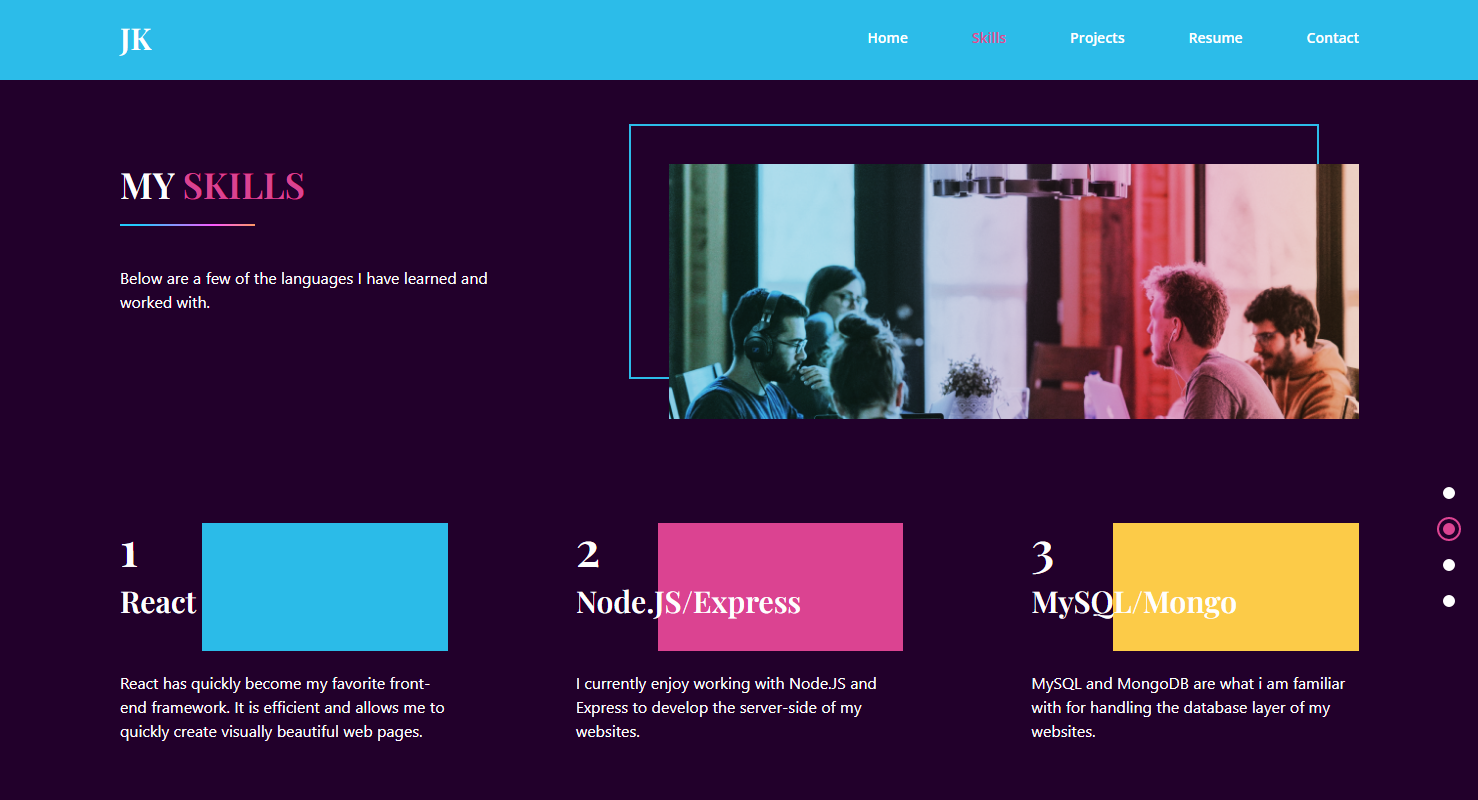 JK
Home Skills Projects Resume Contact
MY SKILLS
Below are a few of the languages I have learned and
worked with.
1
React
React has quickly become my favorite front-
end framework. It is efficient and allows me to
quickly create visually beautiful web pages.
2
Node.JS/Express
I currently enjoy working with Node.JS and
Express to develop the server-side of my
websites.
3
MySQL/Mongo
MySQL and MongoDB are what i am familiar
with for handling the database layer of my
websites.